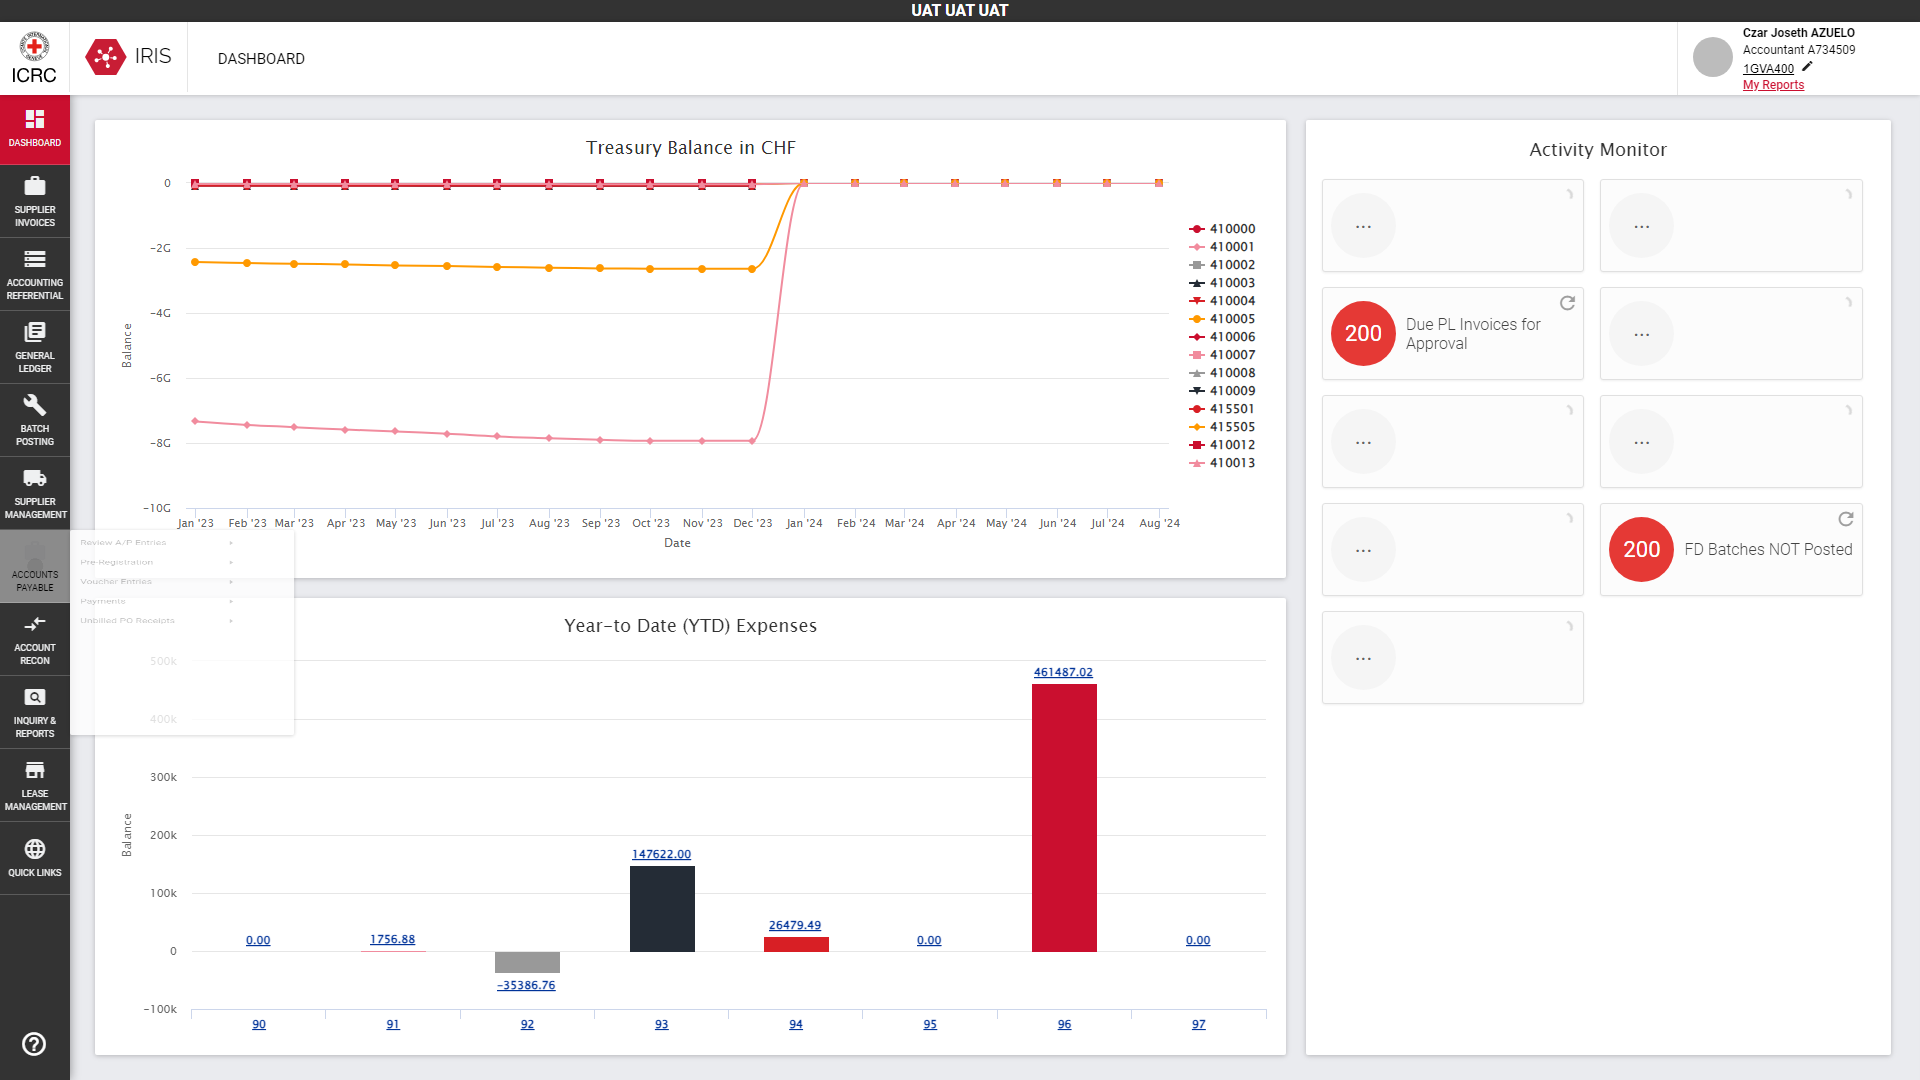 UAT UAT UAT
ICRC
IRIS
DASHBOARD
Czar Joseth AZUELO
Accountant A734509
1GVA400
My Reports
DASHBOARD
SUPPLIER
INVOICES
ACCOUNTING
REFERENTIAL
GENERAL
LEDGER
BATCH
POSTING
SUPPLIER
MANAGEMENT
ACCOUNTS
PAYABLE
ACCOUNT
RECON
INQUIRY &
REPORTS
LEASE
MANAGEMENT
QUICK LINKS
Review A/P Entries
Pre-Registration
Voucher Entries
Payments
Unbilled PO Receipts
Treasury Balance in CHF
0
-2G
-4G
-6G
-8G
-10G
Balance
Jan '23 Feb '23 Mar '23 Apr '23 May '23 Jun '23 Jul '23 Aug '23 Sep '23 Oct '23 Nov '23 Dec '23 Jan '24 Feb '24 Mar '24 Apr '24 May '24 Jun '24 Jul '24 Aug '24
Date
410000
410001
410002
410003
410004
410005
410006
410007
410008
410009
415501
415505
410012
410013
Year-to Date (YTD) Expenses
500k
400k
300k
200k
100k
0
-100k
Balance
0.00
1756.88
-35386.76
147622.00
26479.49
0.00
461487.02
0.00
90 91 92 93 94 95 96 97
Activity Monitor
...
...
200
Due PL Invoices for
Approval
...
...
...
...
200
FD Batches NOT Posted
...